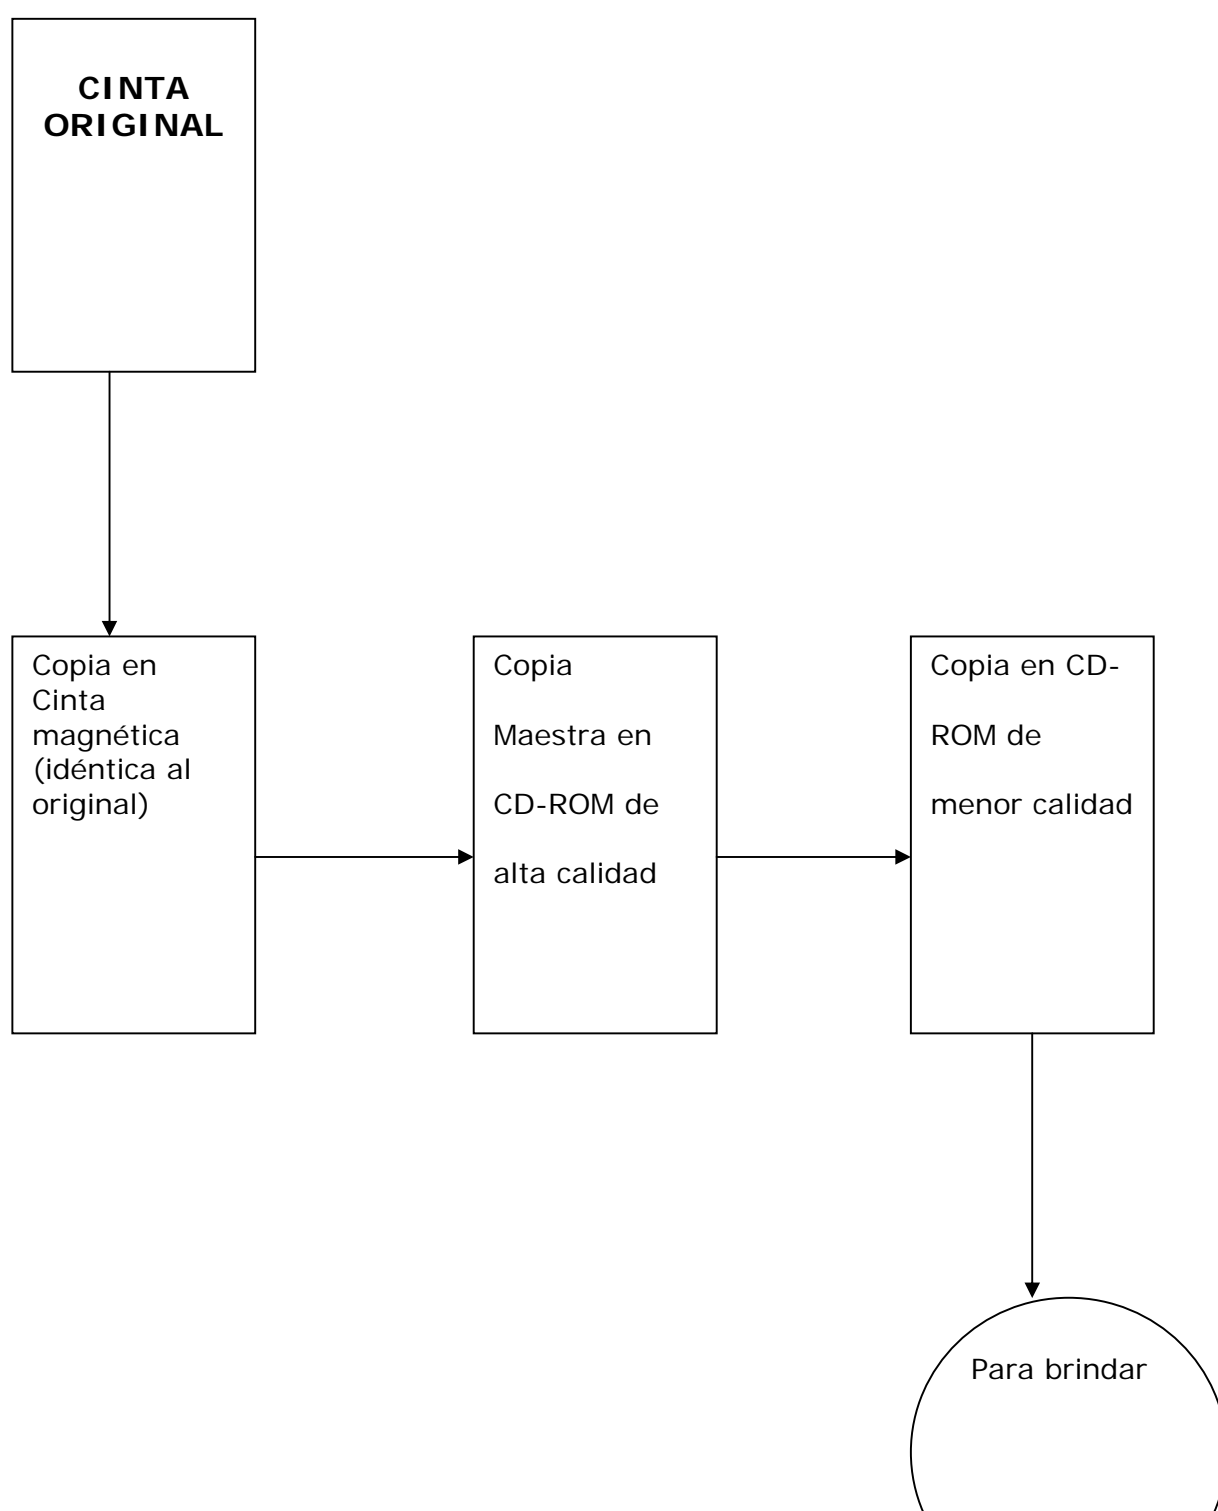 CINTA
ORIGINAL
Copia en
Cinta
magnética
(idéntica al
original)
Copia
Maestra en
CD-ROM de
alta calidad
Copia en CD-
ROM de
menor calidad
Para brindar